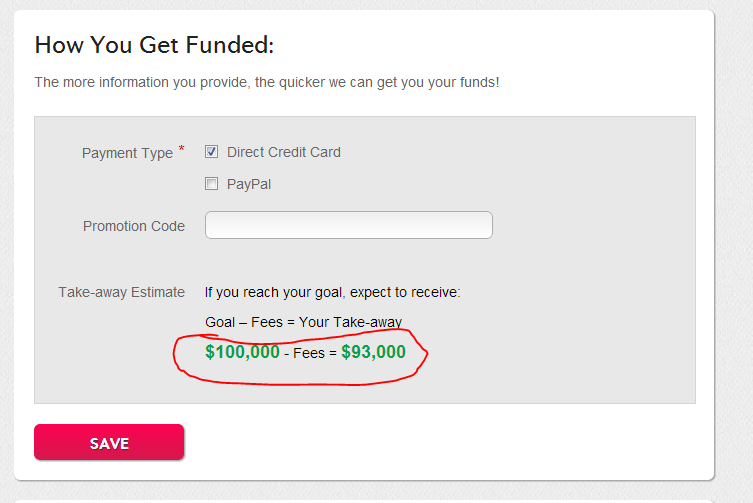 How You Get Funded:
The more information you provide, the quicker we can get you your funds!
Payment Type * Direct Credit Card
PayPal
Promotion Code
Take-away Estimate If you reach your goal, expect to receive:
Goal – Fees = Your Take-away
$100,000 - Fees = $93,000
SAVE